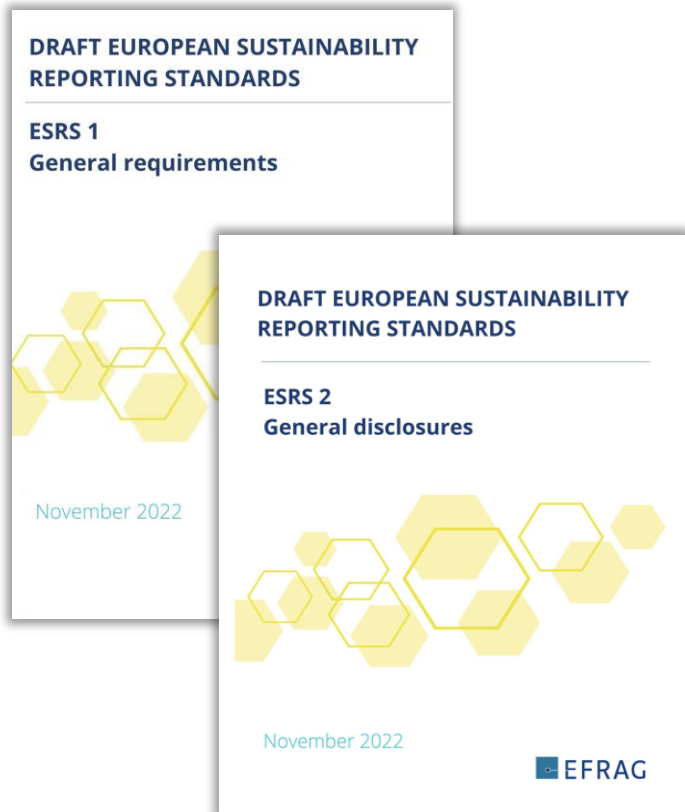 DRAFT EUROPEAN SUSTAINABILITY
REPORTING STANDARDS
ESRS 1
General requirements
November 2022
DRAFT EUROPEAN SUSTAINABILITY
REPORTING STANDARDS
ESRS 2
General disclosures
November 2022
EFRAG